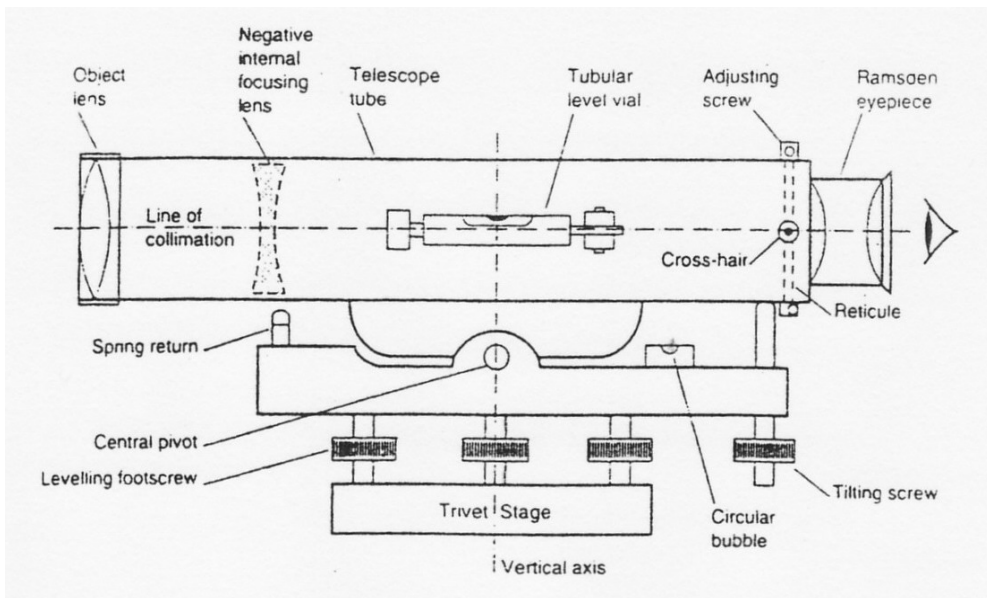 Object
lens
Negative
internal
focusing
lens
Telescope
tube
Tubular
level vial
Adjusting
screw
Ramsden
eyepiece
Line of
collimation
Cross-hair
Reticule
Spring return
Central pivot
Levelling footscrew
Trivet Stage
Circular
bubble
Tilting screw
Vertical axis